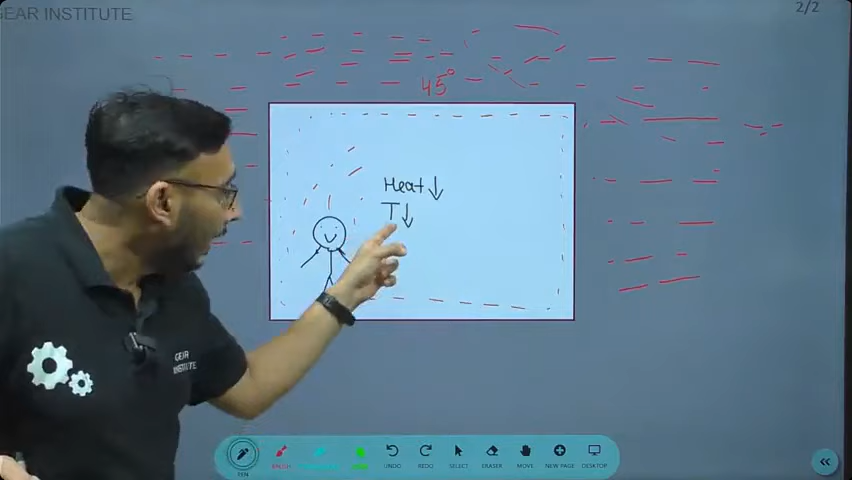 GEAR INSTITUTE
2/2
45°
Heat ↓
T ↓
GEAR
INSTITUTE
PEN
UNDO
REDO
SELECT
ERASER
MOVE
NEW PAGE
DESKTOP